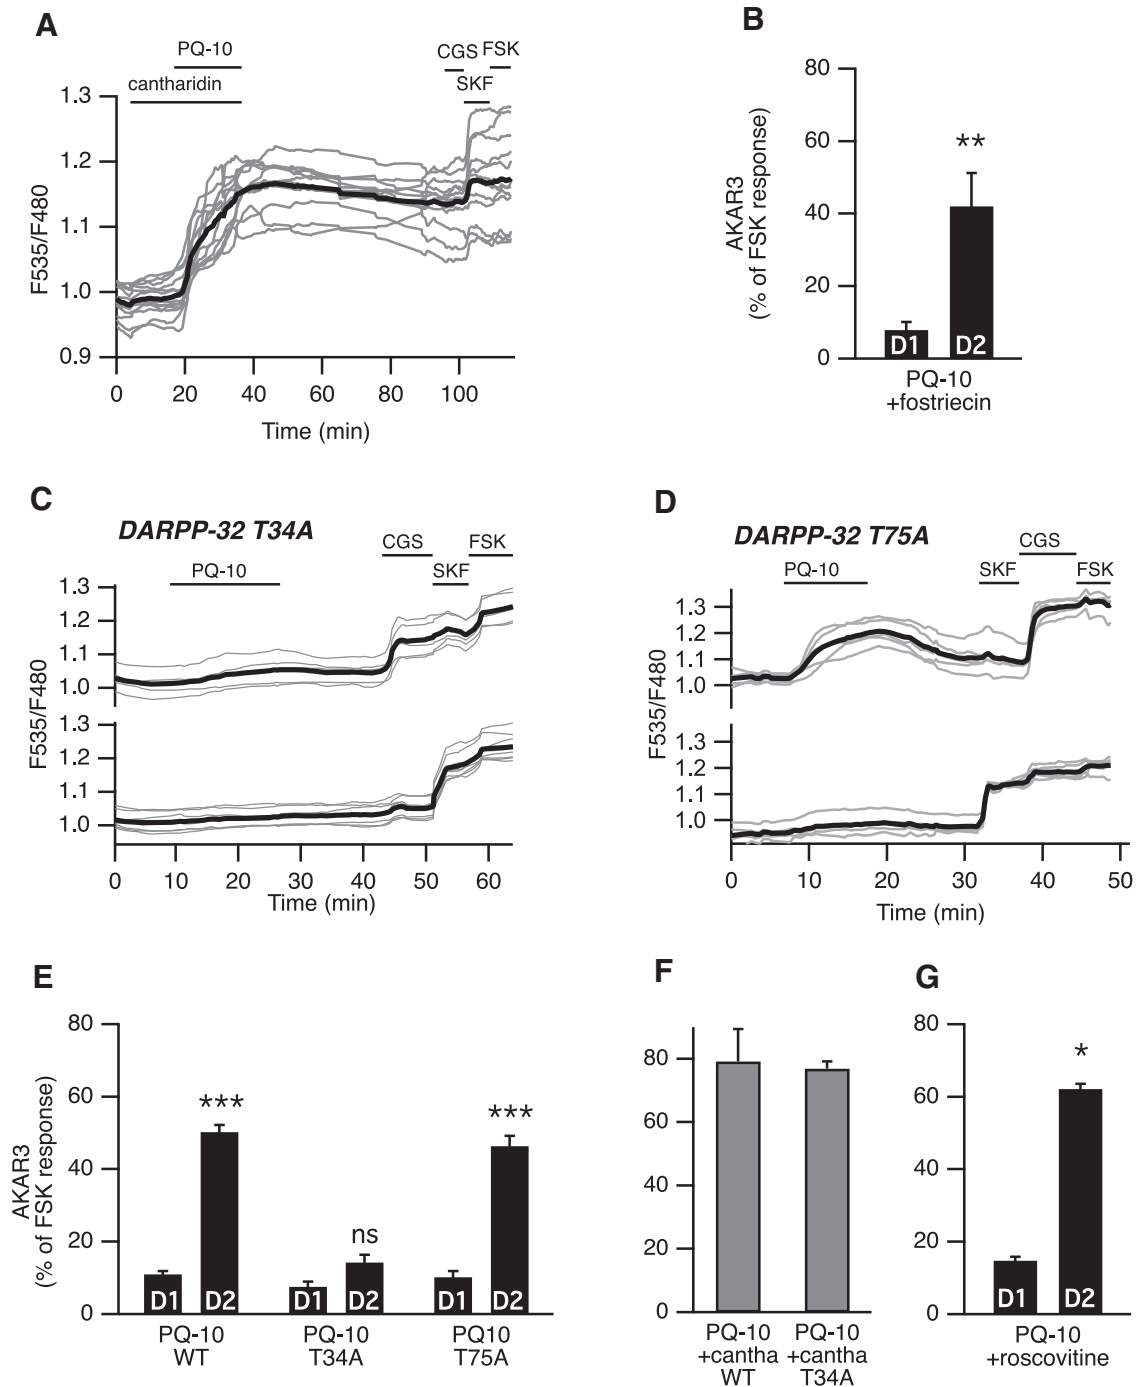 A
PQ-10
cantharidin
CGS FSK
SKF
1.3
1.2
1.1
1.0
0.9
F535/F480
0 20 40 60 80 100
Time (min)
B
80
60
40
20
0
AKAR3
(% of FSK response)
**
D1 D2
PQ-10
+fostriecin
C
DARPP-32 T34A
CGS FSK
PQ-10 SKF
1.3
1.2
1.1
1.0
1.3
1.2
1.1
1.0
F535/F480
0 10 20 30 40 50 60
Time (min)
D
DARPP-32 T75A
CGS
PQ-10 SKF FSK
1.3
1.2
1.1
1.0
1.3
1.2
1.1
1.0
F535/F480
0 10 20 30 40 50
Time (min)
E
80
60
40
20
0
AKAR3
(% of FSK response)
*** ns ***
D1 D2 D1 D2 D1 D2
PQ-10 PQ-10 PQ10
WT T34A T75A
F
80
60
40
20
0
PQ-10 PQ-10
+cantha +cantha
WT T34A
G
80
60
40
20
0
*
D1 D2
PQ-10
+roscovitine